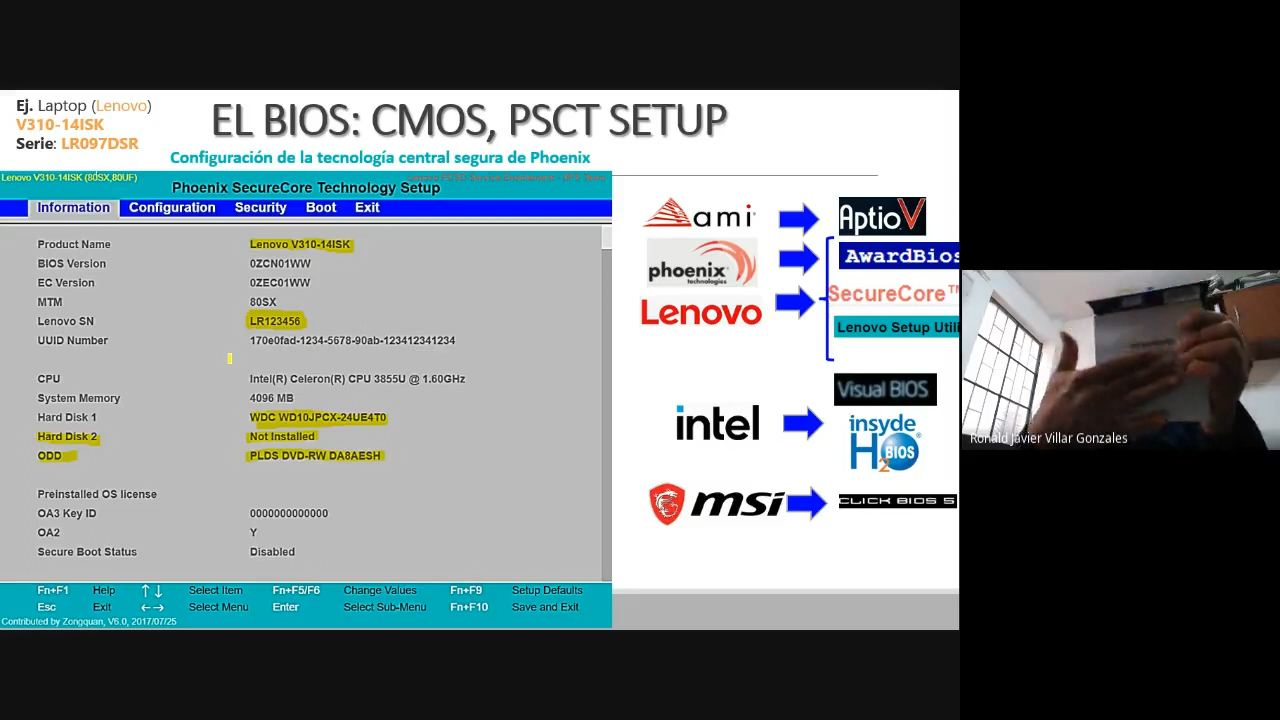 Ej. Laptop (Lenovo)
V310-14ISK
Serie: LR097DSR
EL BIOS: CMOS, PSCT SETUP
Configuración de la tecnología central segura de Phoenix
Lenovo V310-14ISK (80SX,80UF)
Phoenix SecureCore Technology Setup
Information Configuration Security Boot Exit
Product Name Lenovo V310-14ISK
BIOS Version 0ZCN01WW
EC Version 0ZEC01WW
MTM 80SX
Lenovo SN LR123456
UUID Number 170e0fad-1234-5678-90ab-123412341234
CPU Intel(R) Celeron(R) CPU 3855U @ 1.60GHz
System Memory 4096 MB
Hard Disk 1 WDC WD10JPCX-24UE4T0
Hard Disk 2 Not Installed
ODD PLDS DVD-RW DA8AESH
Preinstalled OS license
OA3 Key ID 0000000000000
OA2 Y
Secure Boot Status Disabled
Fn+F1 Help ↑↓ Select Item Fn+F5/F6 Change Values Fn+F9 Setup Defaults
Esc Exit ←→ Select Menu Enter Select Sub-Menu Fn+F10 Save and Exit
Contributed by Zongquan, V6.0, 2017/07/25
ami
Aptio V
phoenix
technologies
AwardBios
Lenovo
SecureCore™
Lenovo Setup Utili
Visual BIOS
intel
insyde
H2
BIOS
msi
CLICK BIOS 5
Ronald Javier Villar Gonzales